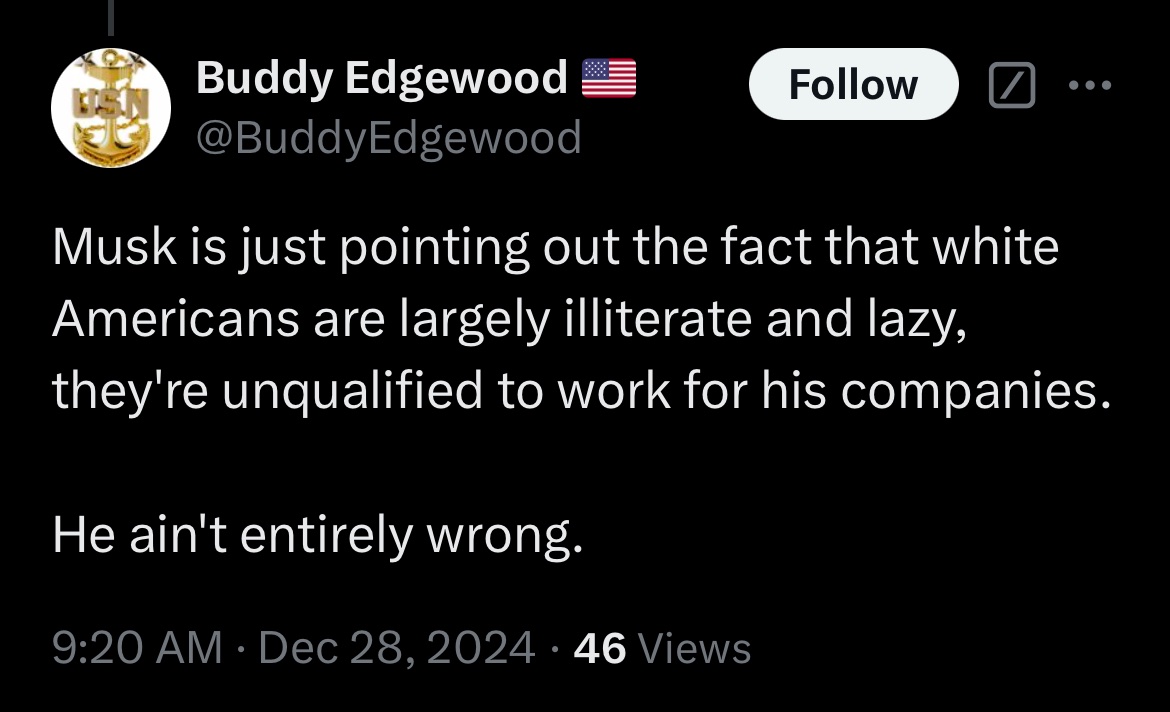 USN
Buddy Edgewood 🇺🇸
Follow
@BuddyEdgewood
Musk is just pointing out the fact that white
Americans are largely illiterate and lazy,
they're unqualified to work for his companies.
He ain't entirely wrong.
9:20 AM · Dec 28, 2024 · 46 Views